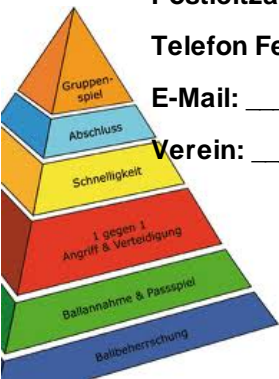 Telefon Fe
E-Mail: __
Verein: __
Gruppen-
spiel
Abschluss
Schnelligkeit
1 gegen 1
Angriff & Verteidigung
Ballannahme & Passspiel
Ballbeherrschung